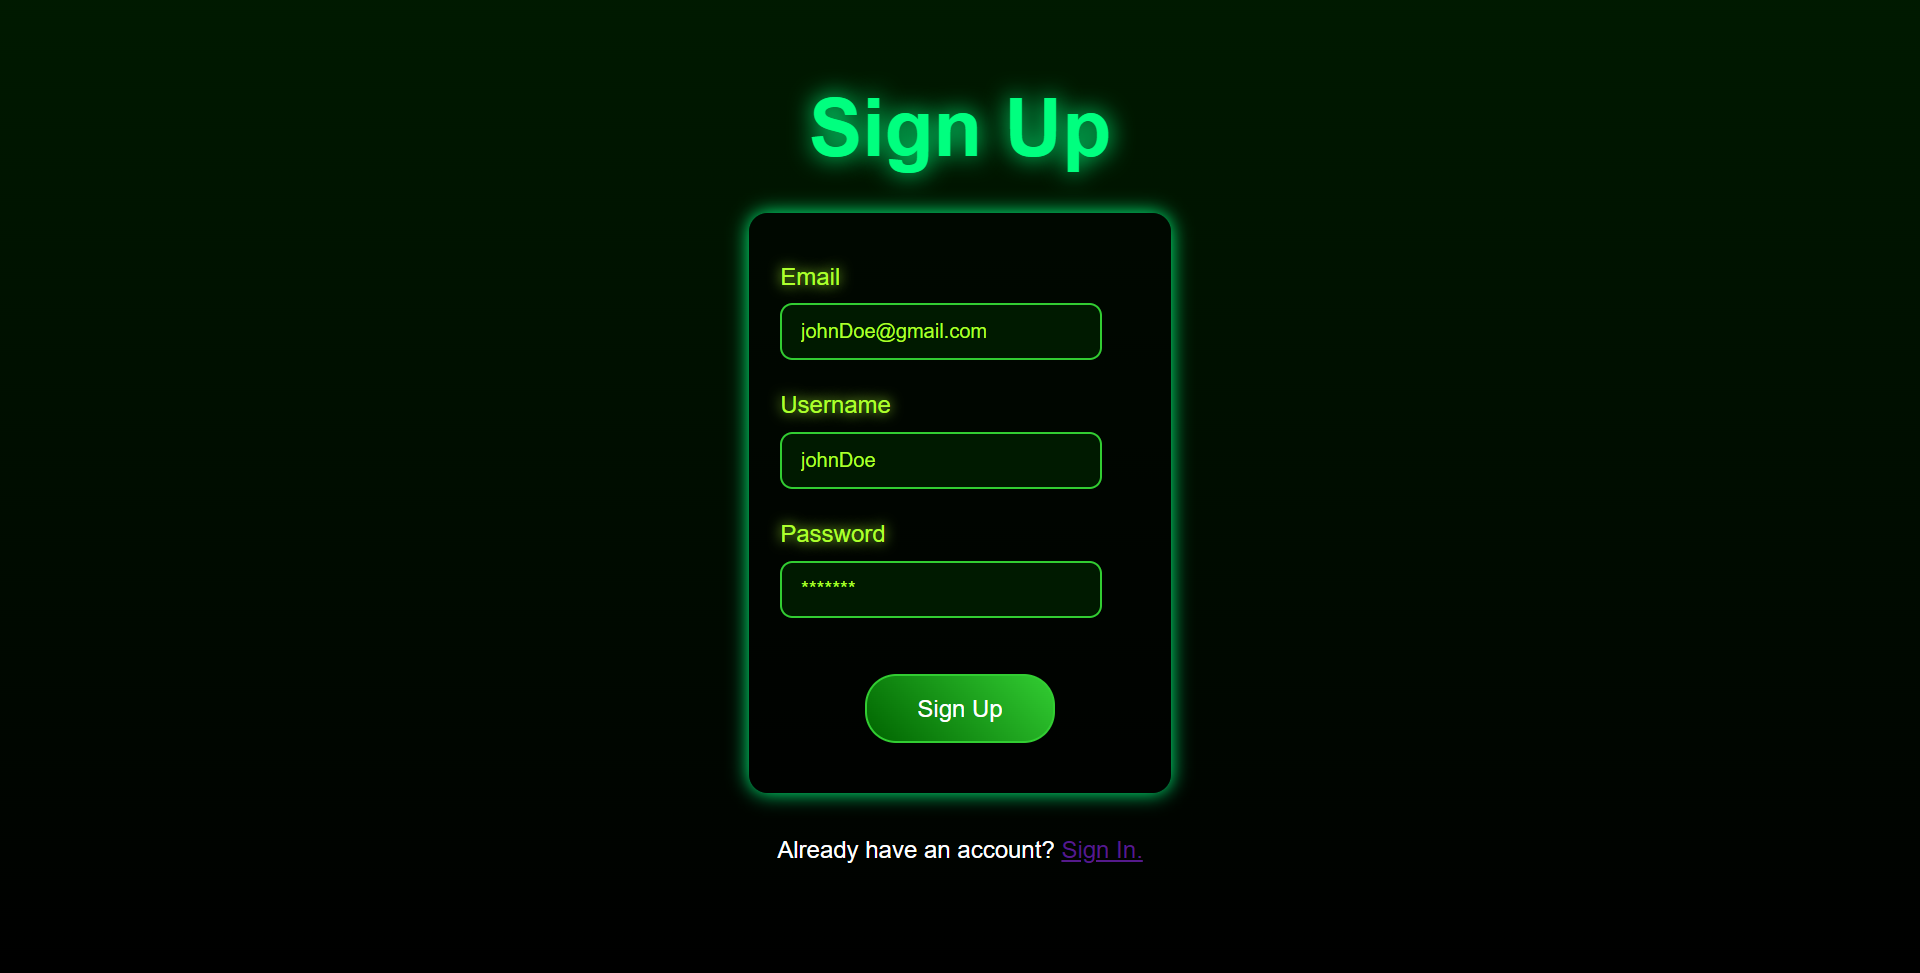 Sign Up
Email
johnDoe@gmail.com
Username
johnDoe
Password
*******
Sign Up
Already have an account? Sign In.